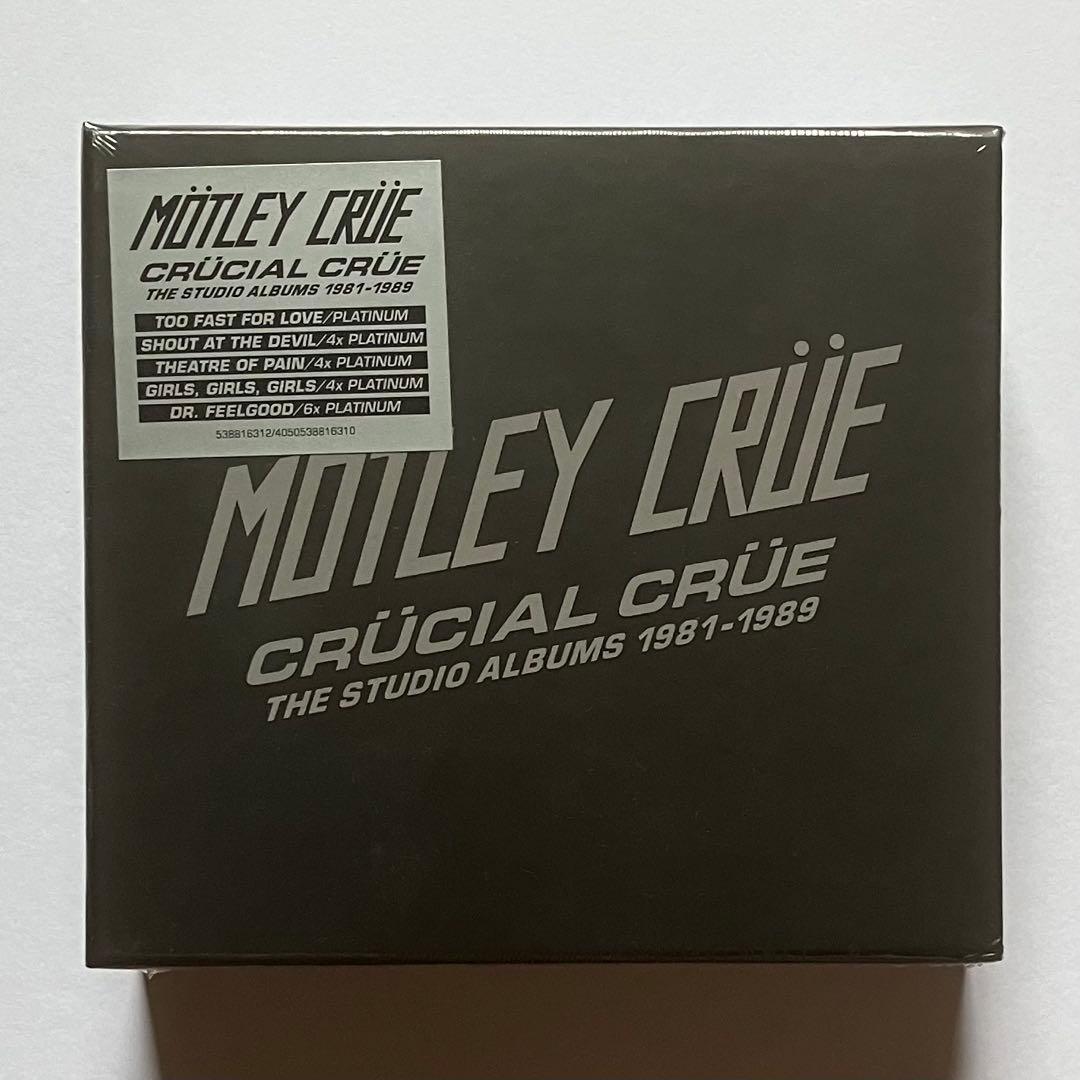 MÖTLEY CRÜE
CRÜCIAL CRÜE
THE STUDIO ALBUMS 1981-1989
TOO FAST FOR LOVE/PLATINUM
SHOUT AT THE DEVIL/4x PLATINUM
THEATRE OF PAIN/4x PLATINUM
GIRLS, GIRLS, GIRLS/4x PLATINUM
DR. FEELGOOD/6x PLATINUM
538816312/4050538816310
MÖTLEY CRÜE
CRÜCIAL CRÜE
THE STUDIO ALBUMS 1981-1989